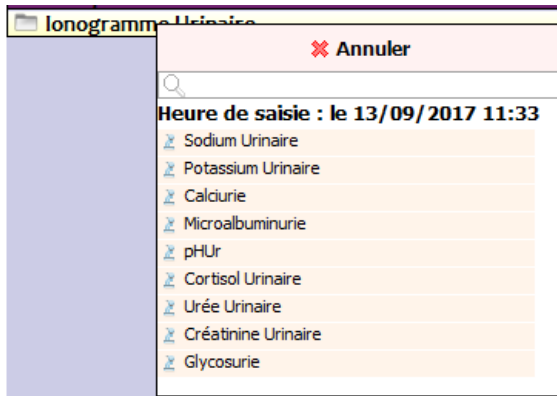 Ionogramme Urinaire
Annuler
Heure de saisie : le 13/09/2017 11:33
Sodium Urinaire
Potassium Urinaire
Calciurie
Microalbuminurie
pHUr
Cortisol Urinaire
Urée Urinaire
Créatinine Urinaire
Glycosurie